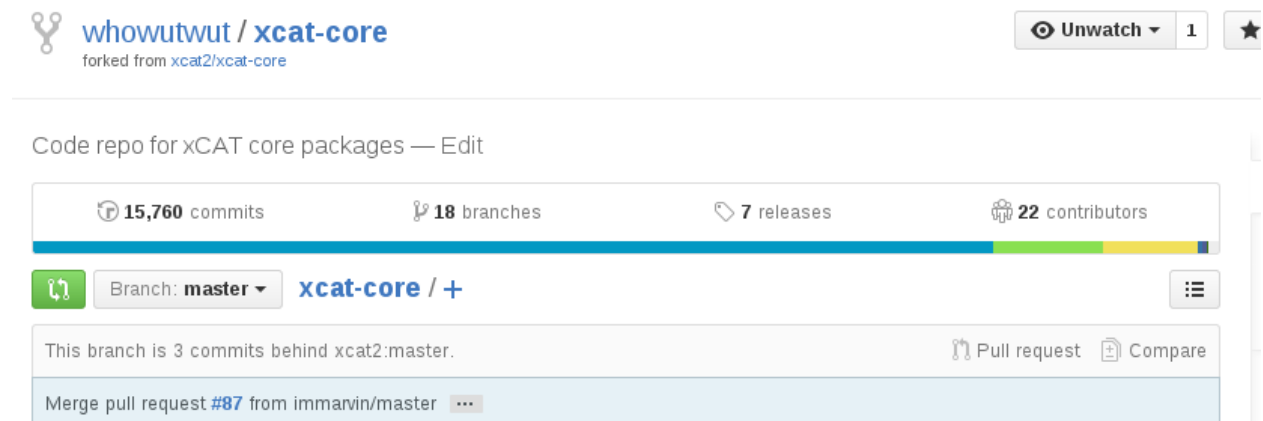 whowutwut / xcat-core
Unwatch 1
forked from xcat2/xcat-core
Code repo for xCAT core packages — Edit
15,760 commits 18 branches 7 releases 22 contributors
Branch: master xcat-core / +
This branch is 3 commits behind xcat2:master. Pull request Compare
Merge pull request #87 from immarvin/master ...